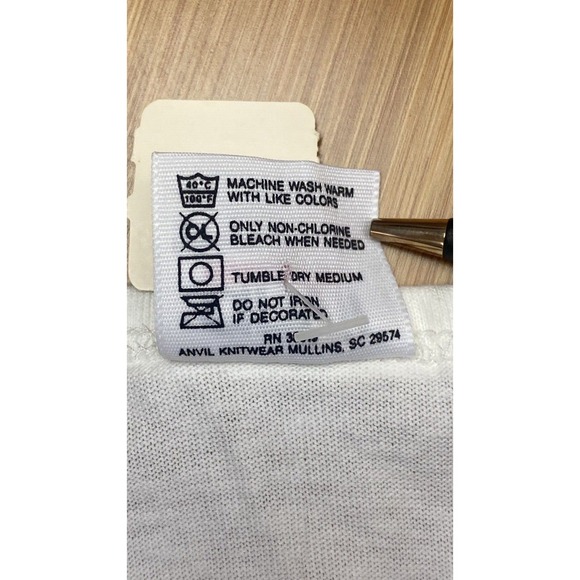 40°C
100°F
MACHINE WASH WARM
WITH LIKE COLORS
ONLY NON-CHLORINE
BLEACH WHEN NEEDED
TUMBLE DRY MEDIUM
DO NOT IRON
IF DECORATED
RN
ANVIL KNITWEAR MULLINS, SC 29574